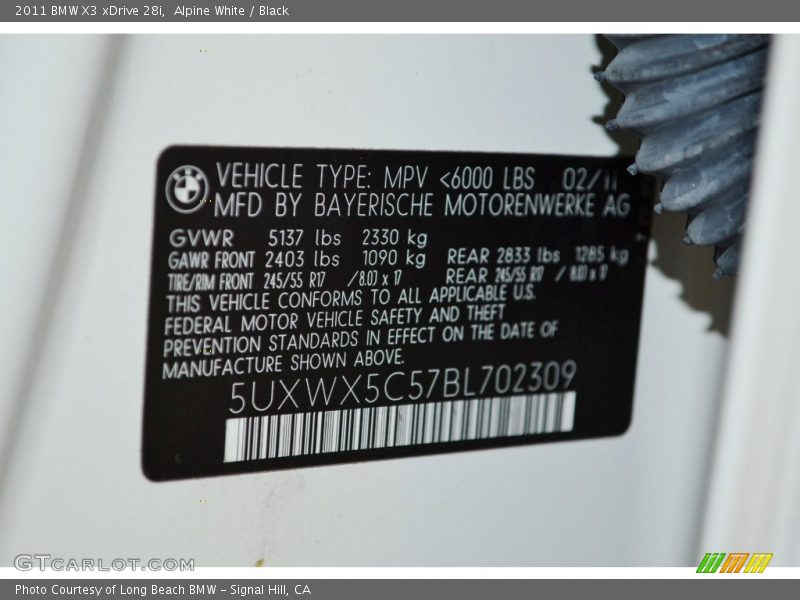 2011 BMW X3 xDrive 28i,  Alpine White / Black
VEHICLE TYPE: MPV <6000 LBS 02/11
MFD BY BAYERISCHE MOTORENWERKE AG
GVWR 5137 lbs 2330 kg
GAWR FRONT 2403 lbs 1090 kg REAR 2833 lbs 1285 kg
TIRE/RIM FRONT 245/55 R17 /8.0J x 17 REAR 245/55 R17 / 8.0J x 17
THIS VEHICLE CONFORMS TO ALL APPLICABLE U.S.
FEDERAL MOTOR VEHICLE SAFETY AND THEFT
PREVENTION STANDARDS IN EFFECT ON THE DATE OF
MANUFACTURE SHOWN ABOVE.
5UXWX5C57BL702309
GTCARLOT.COM
Photo Courtesy of Long Beach BMW – Signal Hill, CA